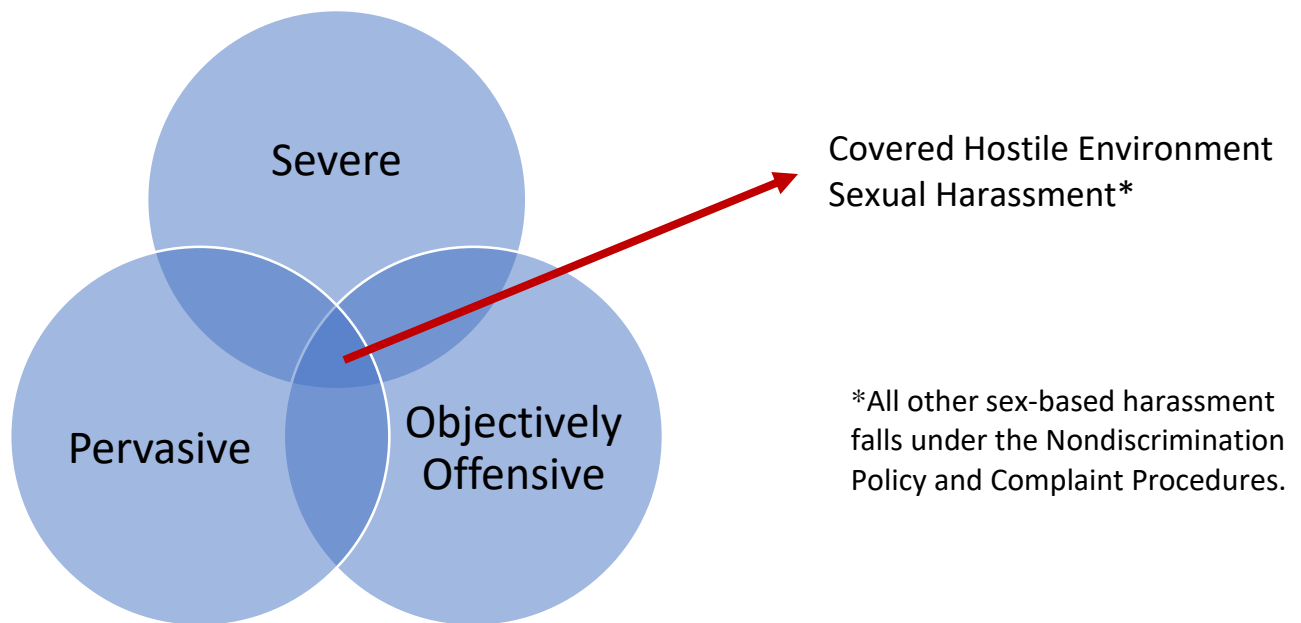 Severe
Covered Hostile Environment
Sexual Harassment*
Pervasive
Objectively
Offensive
*All other sex-based harassment
falls under the Nondiscrimination
Policy and Complaint Procedures.